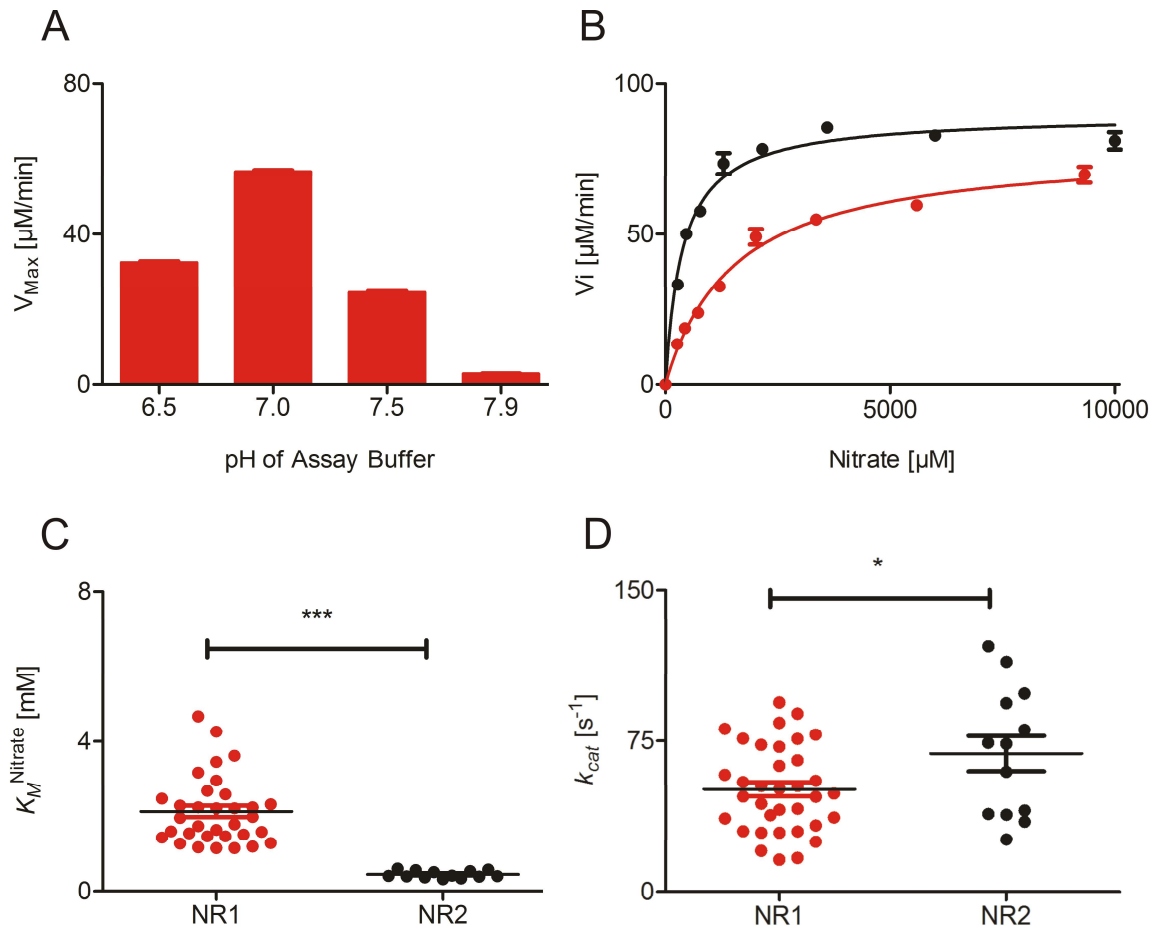 A
80
40
0
V_Max [µM/min]
6.5 7.0 7.5 7.9
pH of Assay Buffer
B
100
50
0
Vi [µM/min]
0 5000 10000
Nitrate [µM]
C
8
4
0
K_M^Nitrate [mM]
***
NR1 NR2
D
150
75
0
k_cat [s^-1]
*
NR1 NR2